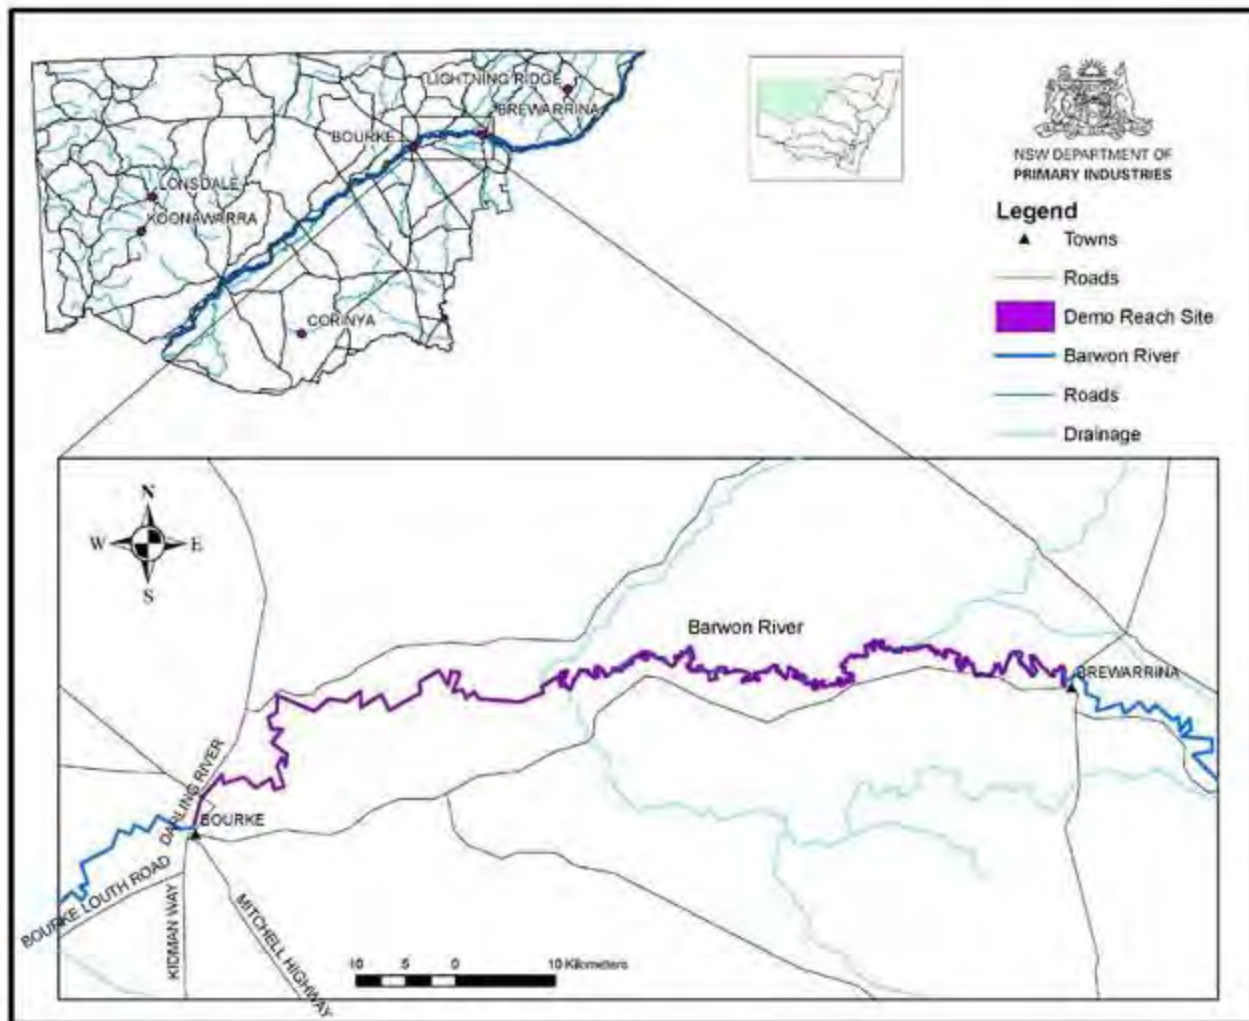 LIGHTNING RIDGE
BREWARRINA
BOURKE
LONSDALE
KOONAWARRA
CORINYA
NSW DEPARTMENT OF
PRIMARY INDUSTRIES
Legend
Towns
Roads
Demo Reach Site
Barwon River
Roads
Drainage
N
W E
S
Barwon River
BREWARRINA
DARLING RIVER
BOURKE
BOURKE LOUTH ROAD
KIDMAN WAY
MITCHELL HIGHWAY
10 5 0 10 Kilometers